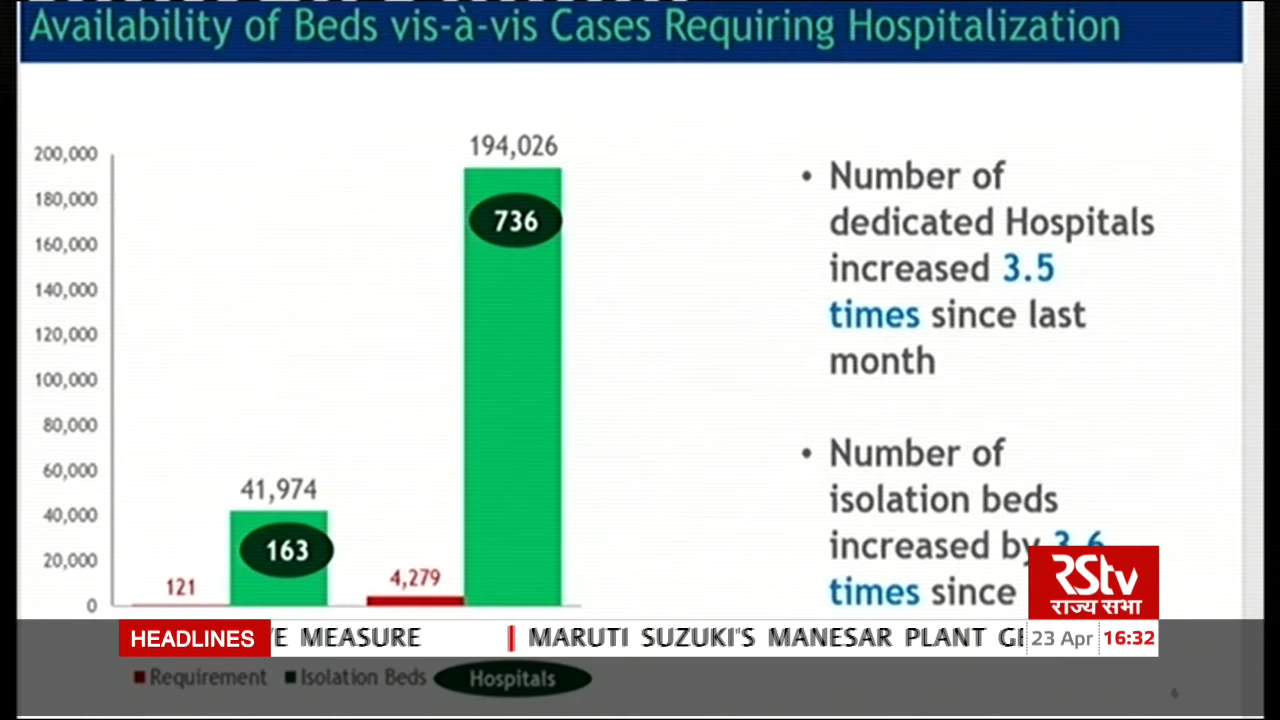 Availability of Beds vis-à-vis Cases Requiring Hospitalization
200,000
180,000
160,000
140,000
120,000
100,000
80,000
60,000
40,000
20,000
0
121
41,974
163
4,279
194,026
736
• Number of
dedicated Hospitals
increased 3.5
times since last
month
• Number of
isolation beds
increased by 3.6
times since
RStv
राज्य सभा
HEADLINES
E MEASURE | MARUTI SUZUKI'S MANESAR PLANT
23 Apr 16:32
Requirement Isolation Beds Hospitals
6